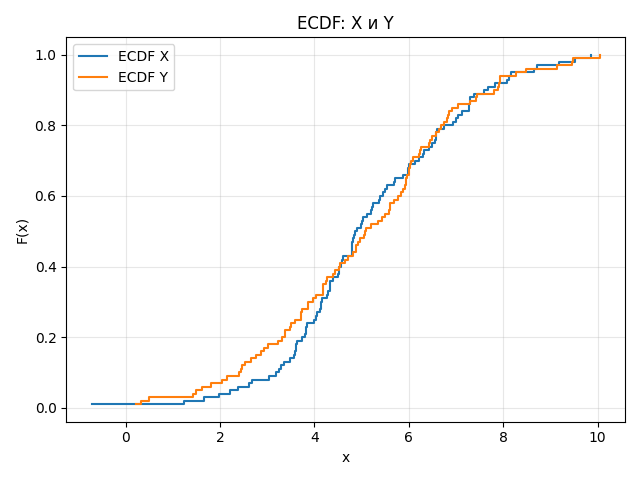 ECDF: X и Y
ECDF X
ECDF Y
F(x)
1.0
0.8
0.6
0.4
0.2
0.0
0 2 4 6 8 10
x